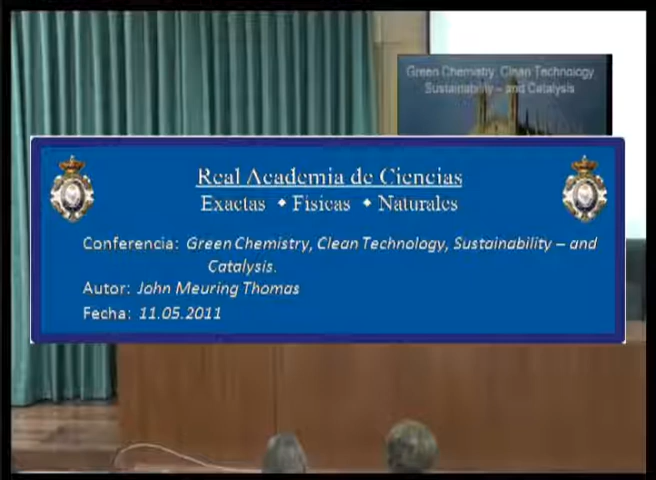 Green Chemistry, Clean Technology
Sustainability – and Catalysis
Real Academia de Ciencias
Exactas ⬥ Fisicas ⬥ Naturales
Conferencia: Green Chemistry, Clean Technology, Sustainability – and
Catalysis.
Autor: John Meuring Thomas
Fecha: 11.05.2011